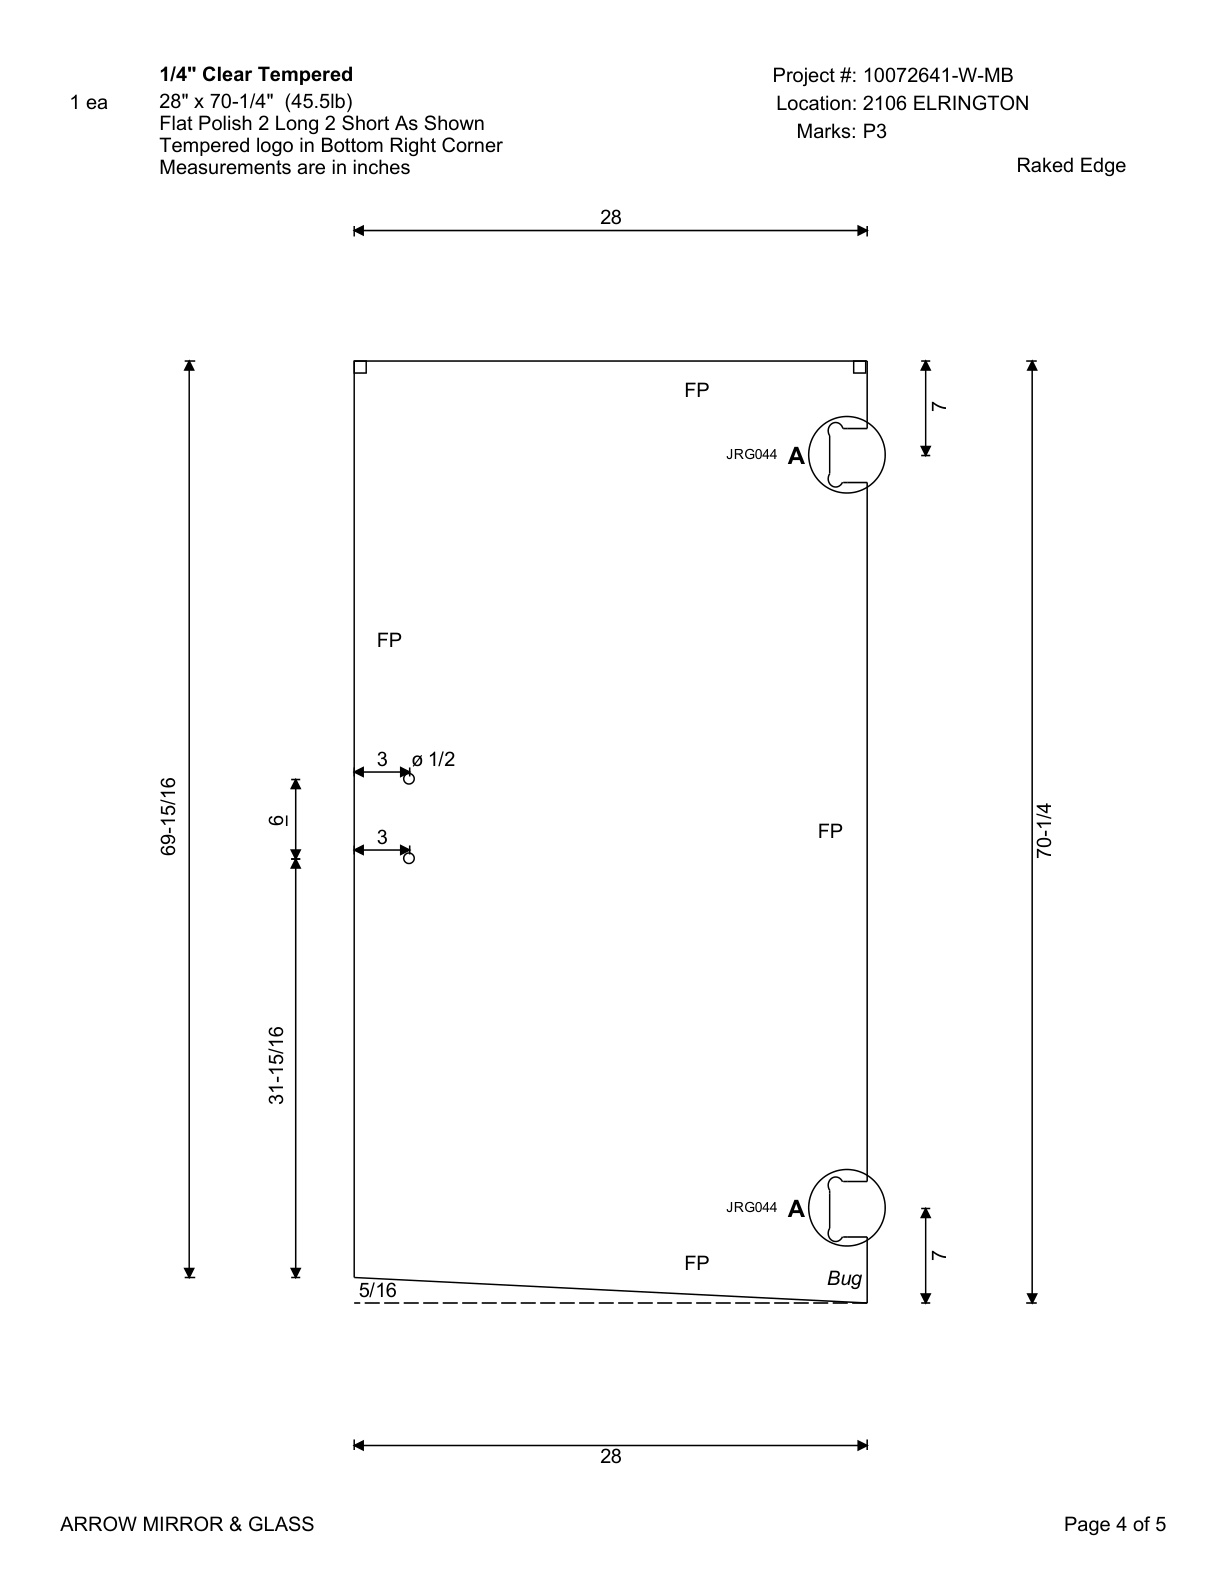 1/4" Clear Tempered
Project #: 10072641-W-MB
1 ea
28" x 70-1/4" (45.5lb)
Location: 2106 ELRINGTON
Flat Polish 2 Long 2 Short As Shown
Marks: P3
Tempered logo in Bottom Right Corner
Measurements are in inches
Raked Edge
28
FP
7
JRG044 A
FP
3
ø 1/2
69-15/16
6
3
FP
70-1/4
31-15/16
JRG044 A
7
FP
Bug
5/16
28
ARROW MIRROR & GLASS
Page 4 of 5